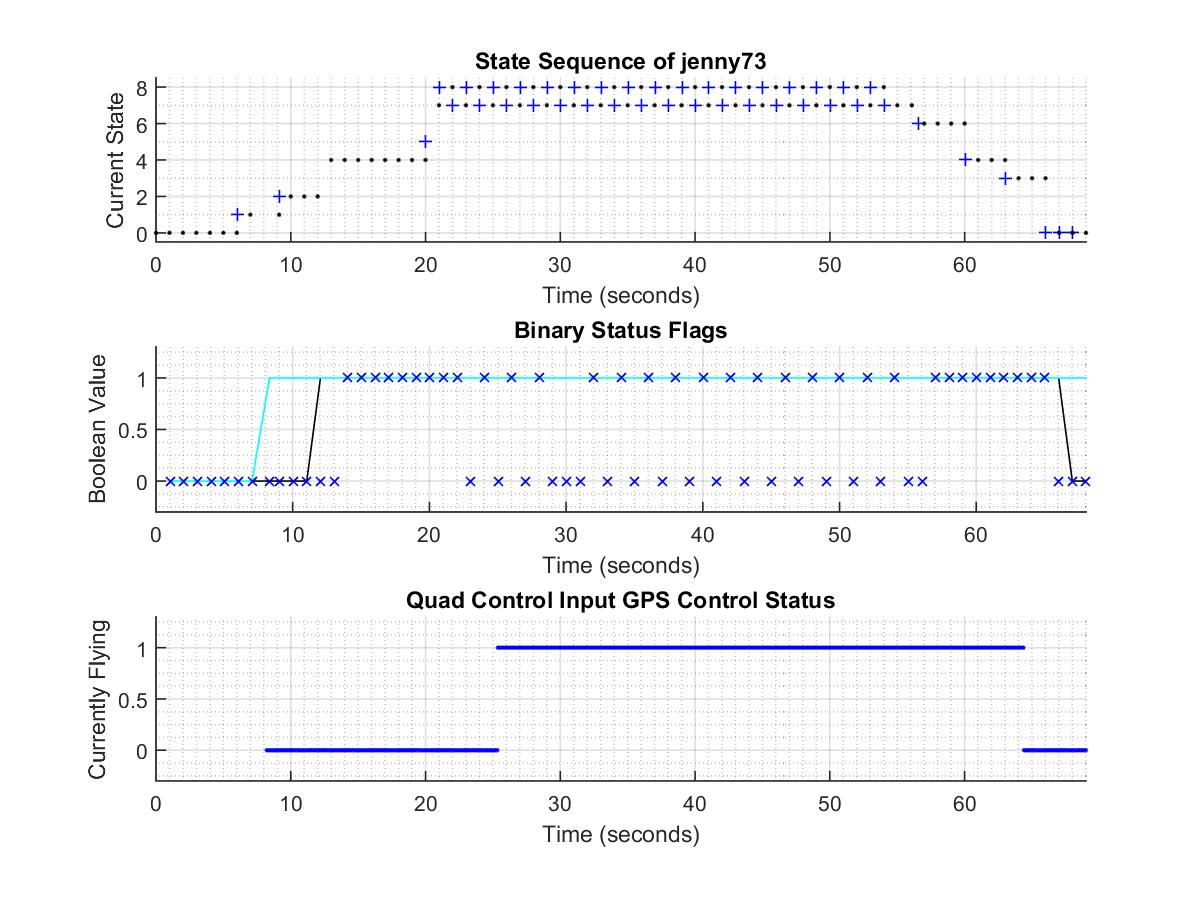 State Sequence of jenny73
Current State
8
6
4
2
0
0 10 20 30 40 50 60
Time (seconds)
Binary Status Flags
Boolean Value
1
0.5
0
0 10 20 30 40 50 60
Time (seconds)
Quad Control Input GPS Control Status
Currently Flying
1
0.5
0
0 10 20 30 40 50 60
Time (seconds)